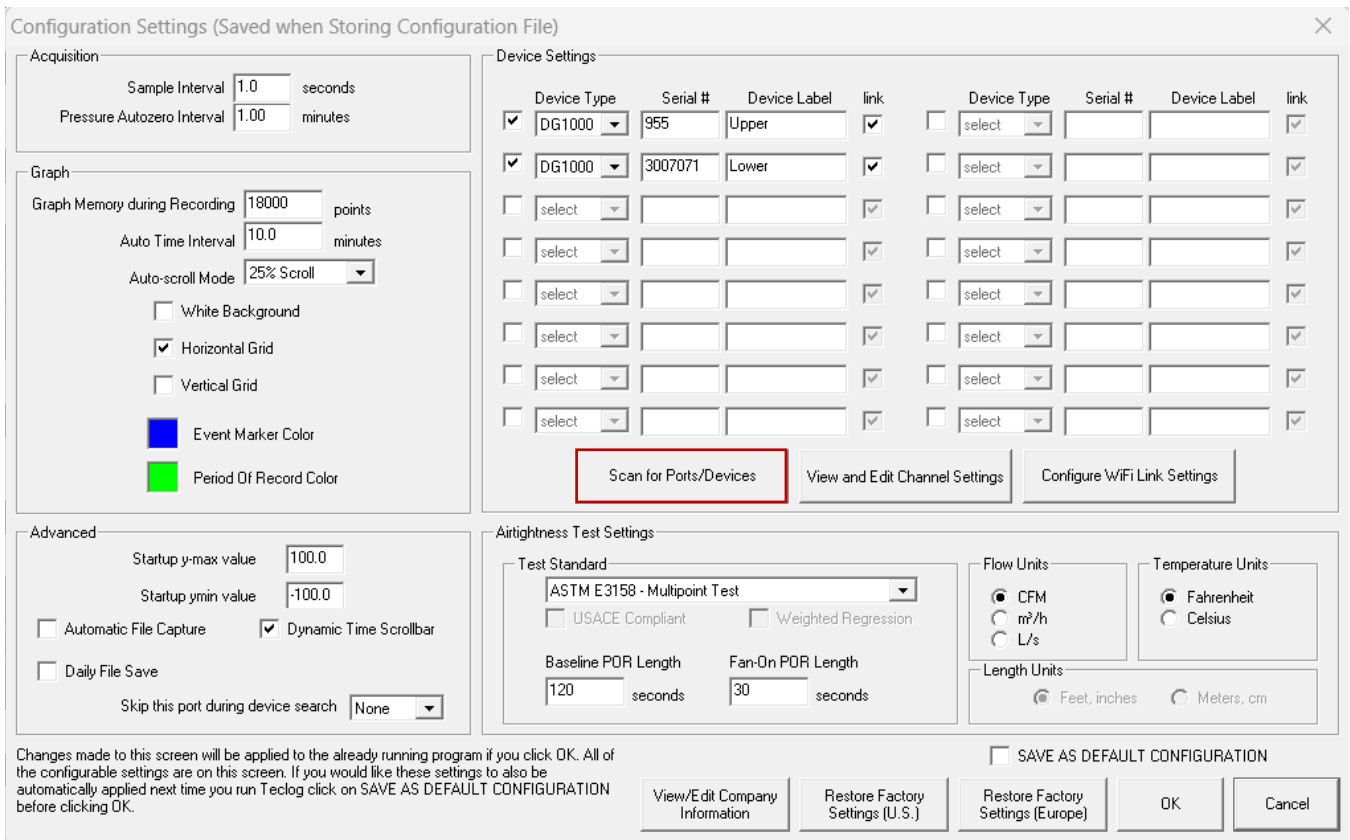 Configuration Settings (Saved when Storing Configuration File)
Acquisition
Sample Interval 1.0 seconds
Pressure Autozero Interval 1.00 minutes
Graph
Graph Memory during Recording 18000 points
Auto Time Interval 10.0 minutes
Auto-scroll Mode 25% Scroll
White Background
Horizontal Grid
Vertical Grid
Event Marker Color
Period Of Record Color
Advanced
Startup y-max value 100.0
Startup ymin value -100.0
Automatic File Capture Dynamic Time Scrollbar
Daily File Save
Skip this port during device search None
Device Settings
Device Type Serial # Device Label link Device Type Serial # Device Label link
DG1000 955 Upper select
DG1000 3007071 Lower select
select select
select select
select select
select select
select select
select select
Scan for Ports/Devices View and Edit Channel Settings Configure WiFi Link Settings
Airtightness Test Settings
Test Standard
ASTM E3158 - Multipoint Test
USACE Compliant Weighted Regression
Baseline POR Length Fan-On POR Length
120 seconds 30 seconds
Flow Units
CFM
m³/h
L/s
Temperature Units
Fahrenheit
Celsius
Length Units
Feet, inches Meters, cm
Changes made to this screen will be applied to the already running program if you click OK. All of
the configurable settings are on this screen. If you would like these settings to also be
automatically applied next time you run Teclog click on SAVE AS DEFAULT CONFIGURATION
before clicking OK.
SAVE AS DEFAULT CONFIGURATION
View/Edit Company
Information
Restore Factory
Settings (U.S.)
Restore Factory
Settings (Europe)
OK
Cancel